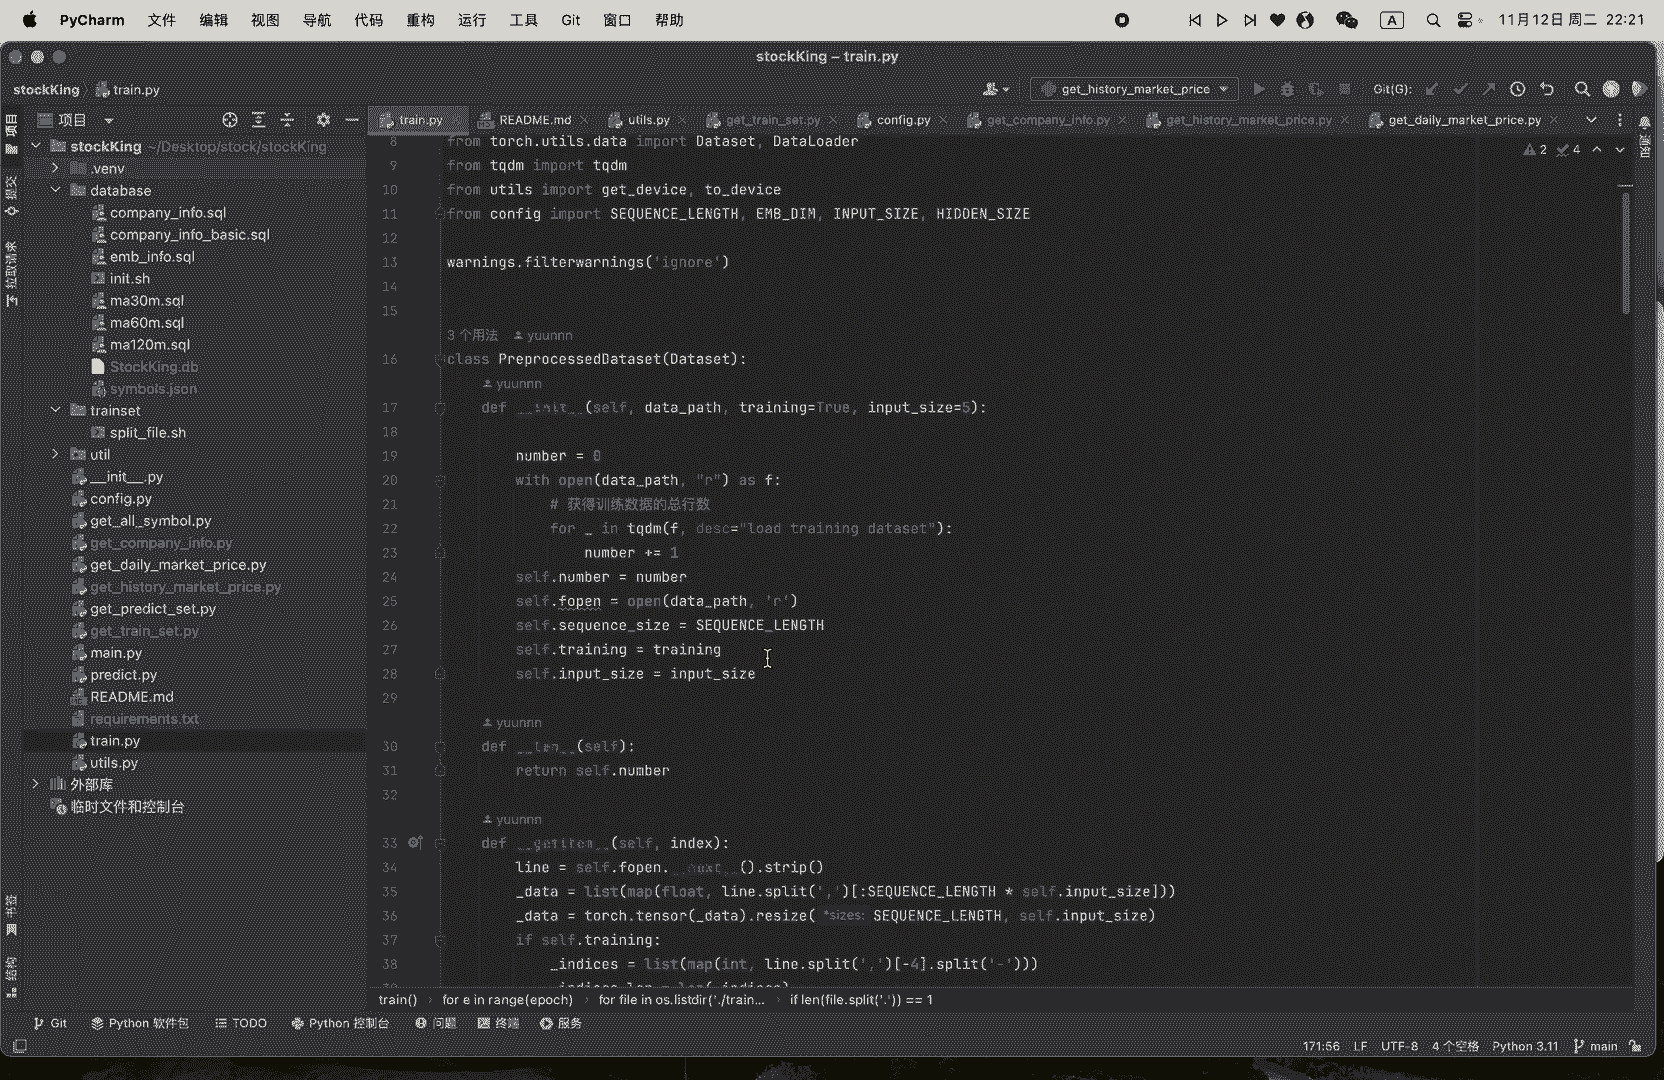 PyCharm 文件 编辑 视图 导航 代码 重构 运行 工具 Git 窗口 帮助 A 11月12日 周二 22:21
stockKing – train.py
stockKing train.py get_history_market_price Git(G):
项目 train.py README.md utils.py get_train_set.py config.py get_company_info.py get_history_market_price.py get_daily_market_price.py
项目
提交
拉取请求
书签
结构
通知
stockKing ~/Desktop/stock/stockKing
.venv
database
company_info.sql
company_info_basic.sql
emb_info.sql
init.sh
ma30m.sql
ma60m.sql
ma120m.sql
StockKing.db
symbols.json
trainset
split_file.sh
util
__init__.py
config.py
get_all_symbol.py
get_company_info.py
get_daily_market_price.py
get_history_market_price.py
get_predict_set.py
get_train_set.py
main.py
predict.py
README.md
requirements.txt
train.py
utils.py
外部库
临时文件和控制台
2 4
8 from torch.utils.data import Dataset, DataLoader
9 from tqdm import tqdm
10 from utils import get_device, to_device
11 from config import SEQUENCE_LENGTH, EMB_DIM, INPUT_SIZE, HIDDEN_SIZE
12
13 warnings.filterwarnings('ignore')
14
15
3 个用法 yuunnn
16 class PreprocessedDataset(Dataset):
yuunnn
17 def __init__(self, data_path, training=True, input_size=5):
18
19 number = 0
20 with open(data_path, "r") as f:
21 # 获得训练数据的总行数
22 for _ in tqdm(f, desc="load training dataset"):
23 number += 1
24 self.number = number
25 self.fopen = open(data_path, 'r')
26 self.sequence_size = SEQUENCE_LENGTH
27 self.training = training
28 self.input_size = input_size
29
yuunnn
30 def __len__(self):
31 return self.number
32
yuunnn
33 def __getitem__(self, index):
34 line = self.fopen.__next__().strip()
35 _data = list(map(float, line.split(',')[:SEQUENCE_LENGTH * self.input_size]))
36 _data = torch.tensor(_data).resize( *sizes: SEQUENCE_LENGTH, self.input_size)
37 if self.training:
38 _indices = list(map(int, line.split(',')[-4].split('-')))
train() for e in range(epoch) for file in os.listdir('./train... if len(file.split('.')) == 1
Git Python 软件包 TODO Python 控制台 问题 终端 服务
171:56 LF UTF-8 4 个空格 Python 3.11 main